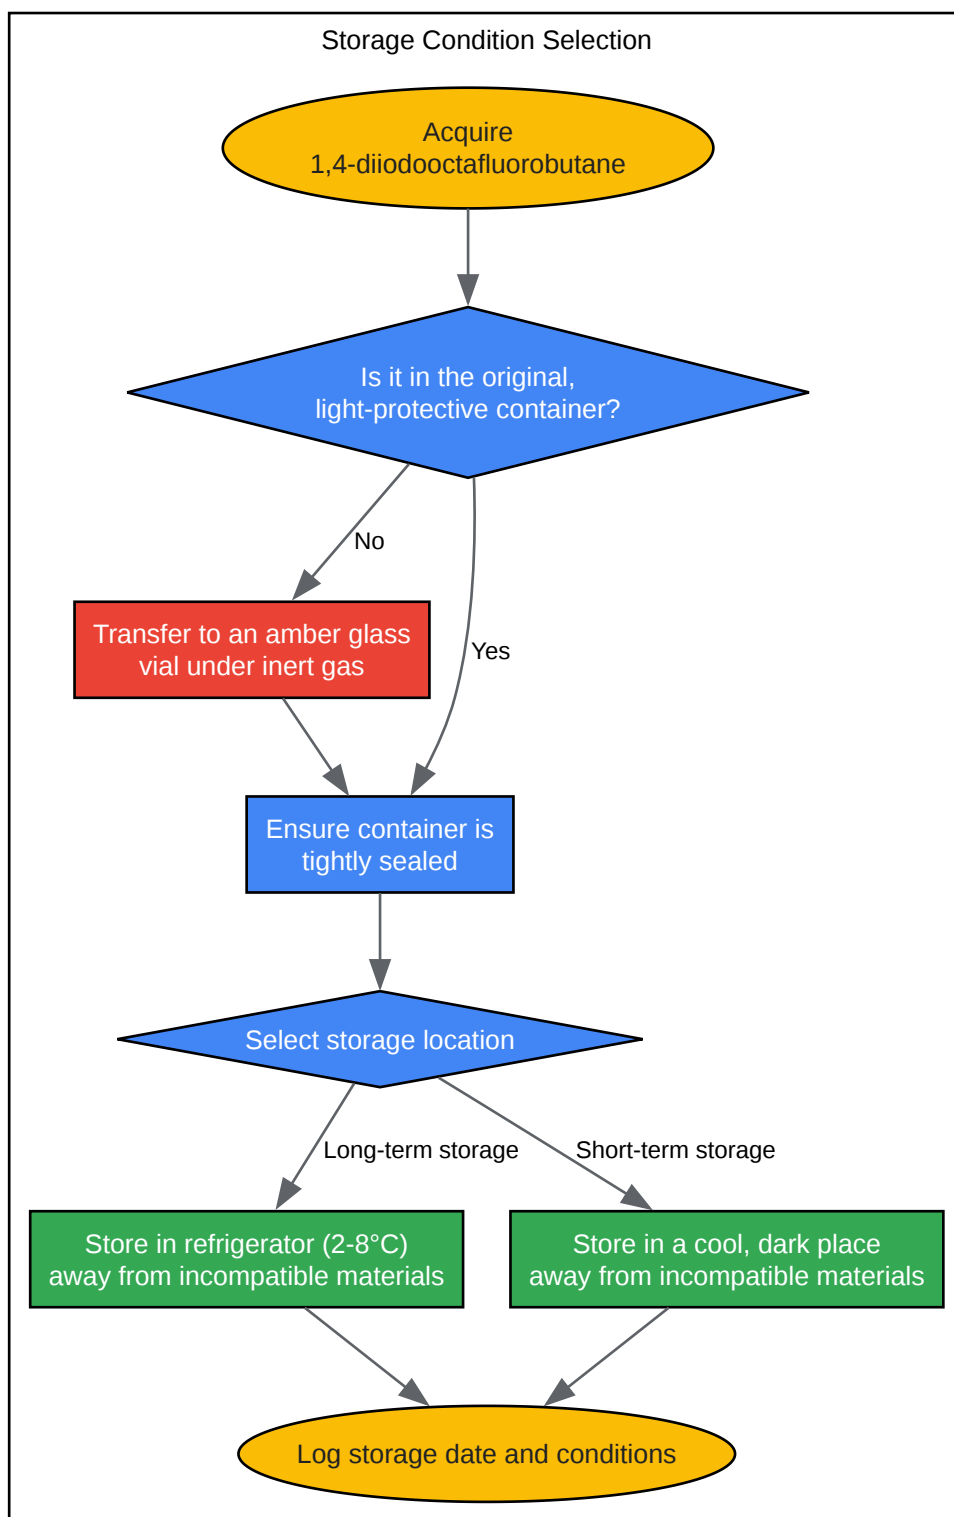 Storage Condition Selection
Acquire
1,4-diiodooctafluorobutane
Is it in the original,
light-protective container?
No
Transfer to an amber glass
vial under inert gas
Yes
Ensure container is
tightly sealed
Select storage location
Long-term storage
Short-term storage
Store in refrigerator (2-8°C)
away from incompatible materials
Store in a cool, dark place
away from incompatible materials
Log storage date and conditions